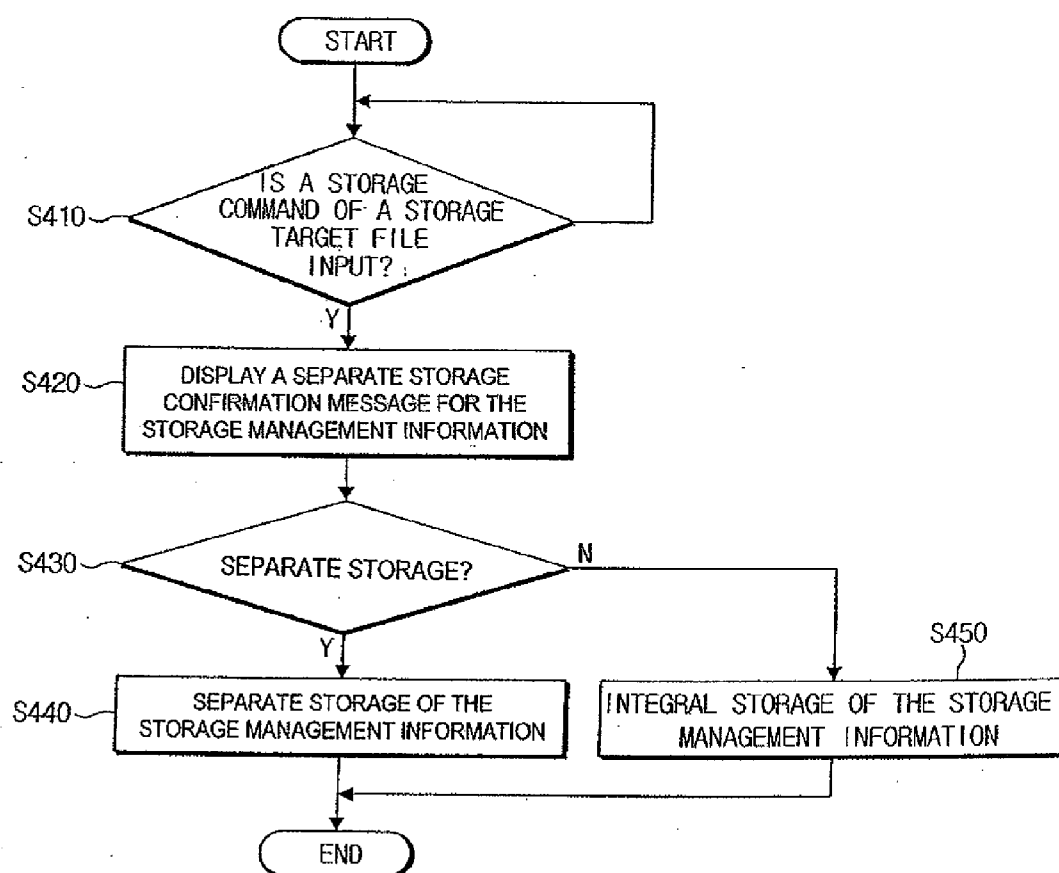 START
S410
IS A STORAGE
COMMAND OF A STORAGE
TARGET FILE
INPUT?
Y
S420
DISPLAY A SEPARATE STORAGE
CONFIRMATION MESSAGE FOR THE
STORAGE MANAGEMENT INFORMATION
S430
SEPARATE STORAGE?
N
Y
S450
S440
SEPARATE STORAGE OF THE
STORAGE MANAGEMENT INFORMATION
INTEGRAL STORAGE OF THE STORAGE
MANAGEMENT INFORMATION
END